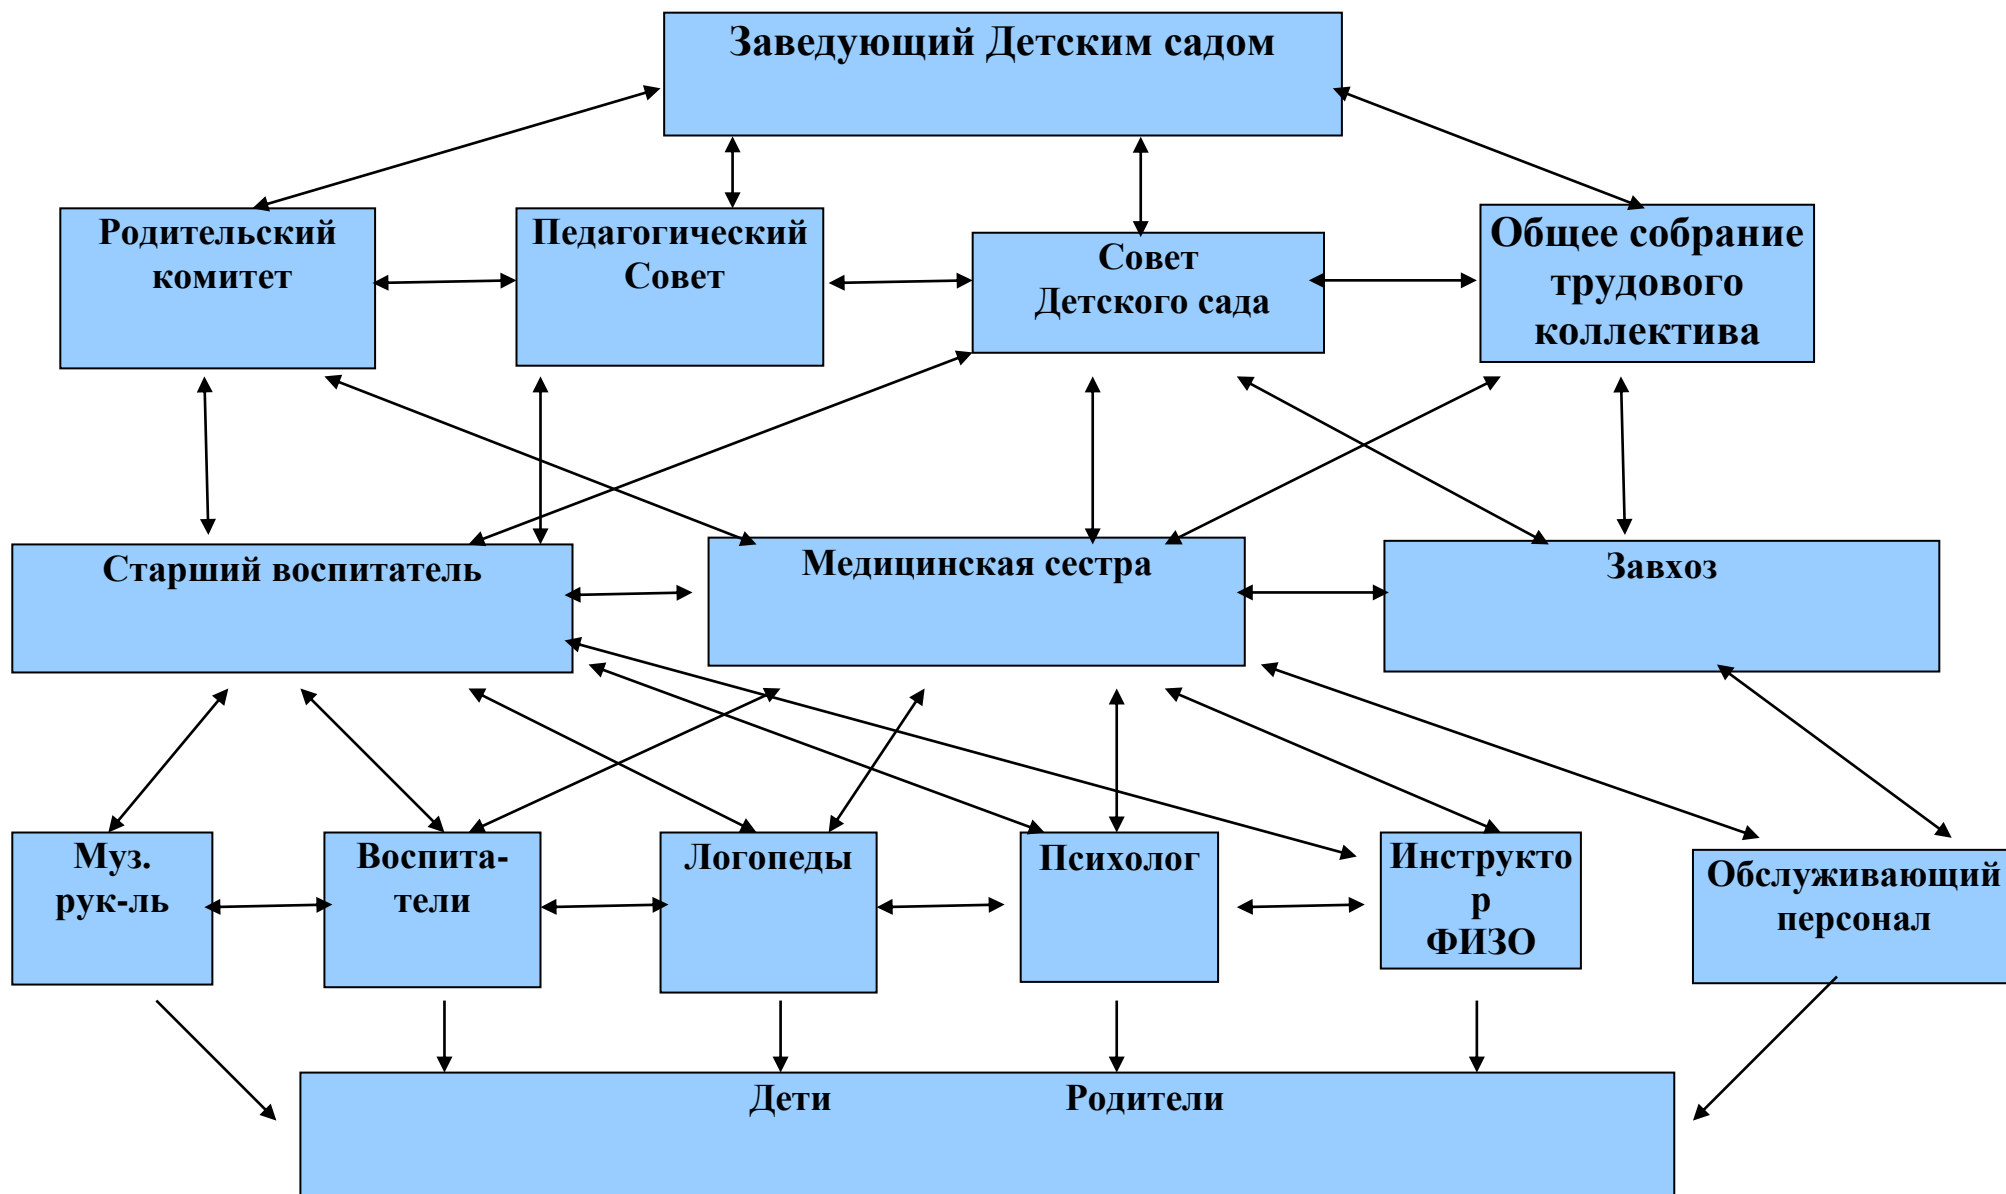 Заведующий Детским садом
Родительский
комитет
Педагогический
Совет
Совет
Детского сада
Общее собрание
трудового
коллектива
Старший воспитатель
Медицинская сестра
Завхоз
Муз.
рук-ль
Воспита-
тели
Логопеды
Психолог
Инструкто
р
ФИЗО
Обслуживающий
персонал
Дети Родители